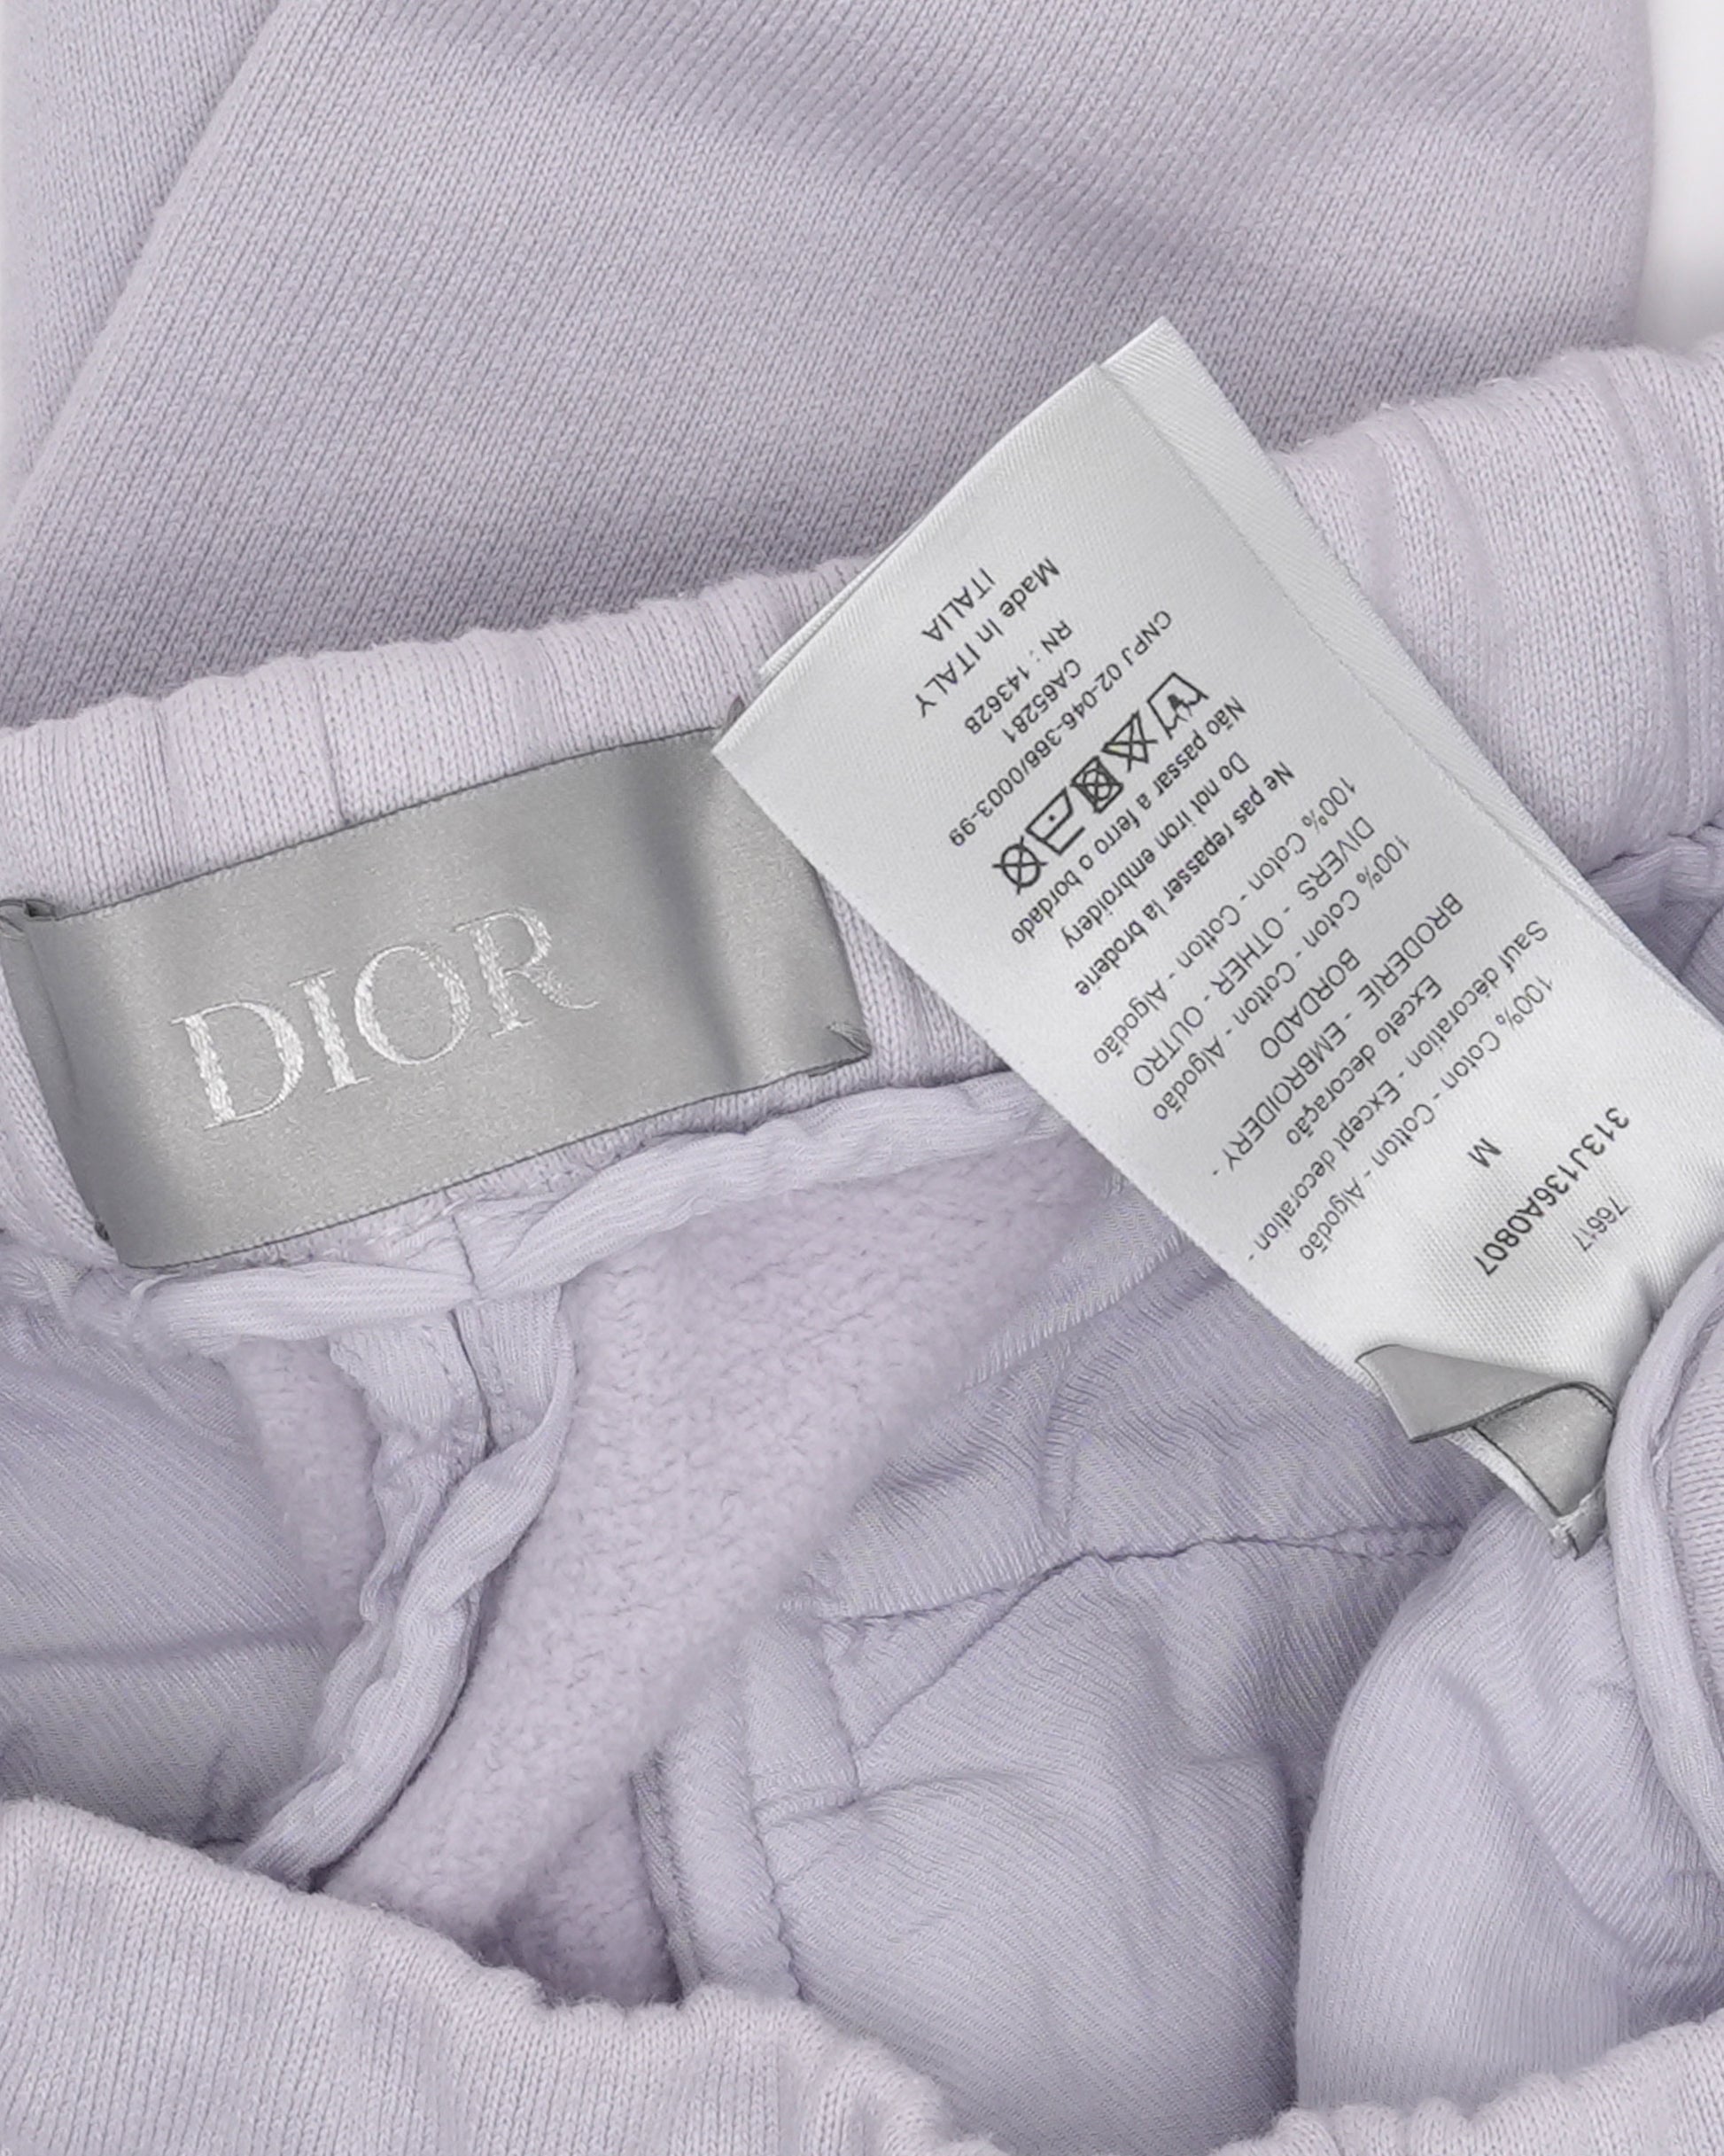 DIOR
76617
313J136A0807
M
100% Coton - Cotton - Algodão
Sauf décoration - Except decoration -
Exceto decoração
BRODERIE - EMBROIDERY -
BORDADO
100% Coton - Cotton - Algodão
DIVERS - OTHER - OUTRO
100% Coton - Cotton - Algodão
Ne pas repasser la broderie
Do not iron embroidery
Não passar a ferro o bordado
CNPJ 02-046-366/0003-99
CA65281
RN : 143628
Made in ITALY
ITALIA